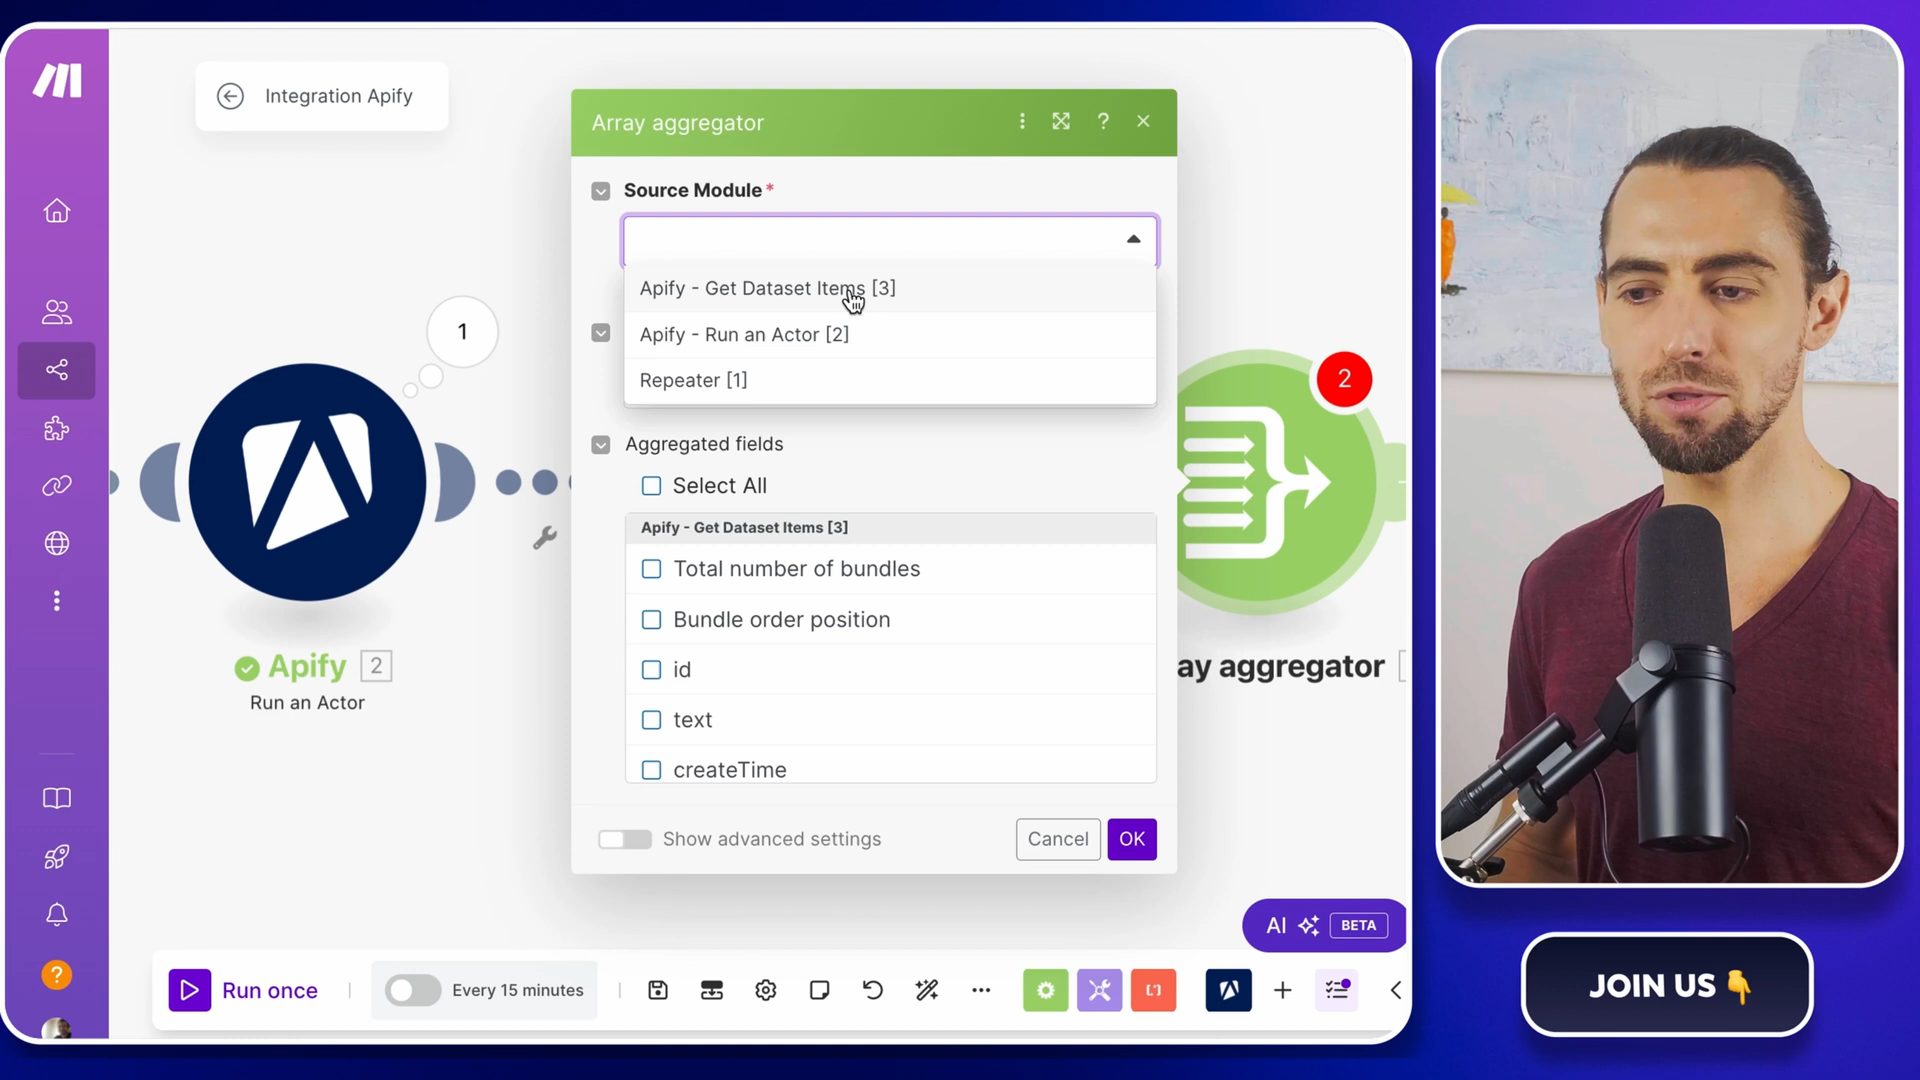 Integration Apify
1
Apify 2
Run an Actor
Array aggregator
?
Source Module *
Apify - Get Dataset Items [3]
Apify - Run an Actor [2]
Repeater [1]
Aggregated fields
Select All
Apify - Get Dataset Items [3]
Total number of bundles
Bundle order position
id
text
createTime
Show advanced settings
Cancel
OK
2
ay aggregator
AI BETA
?
Run once
Every 15 minutes
JOIN US 👇